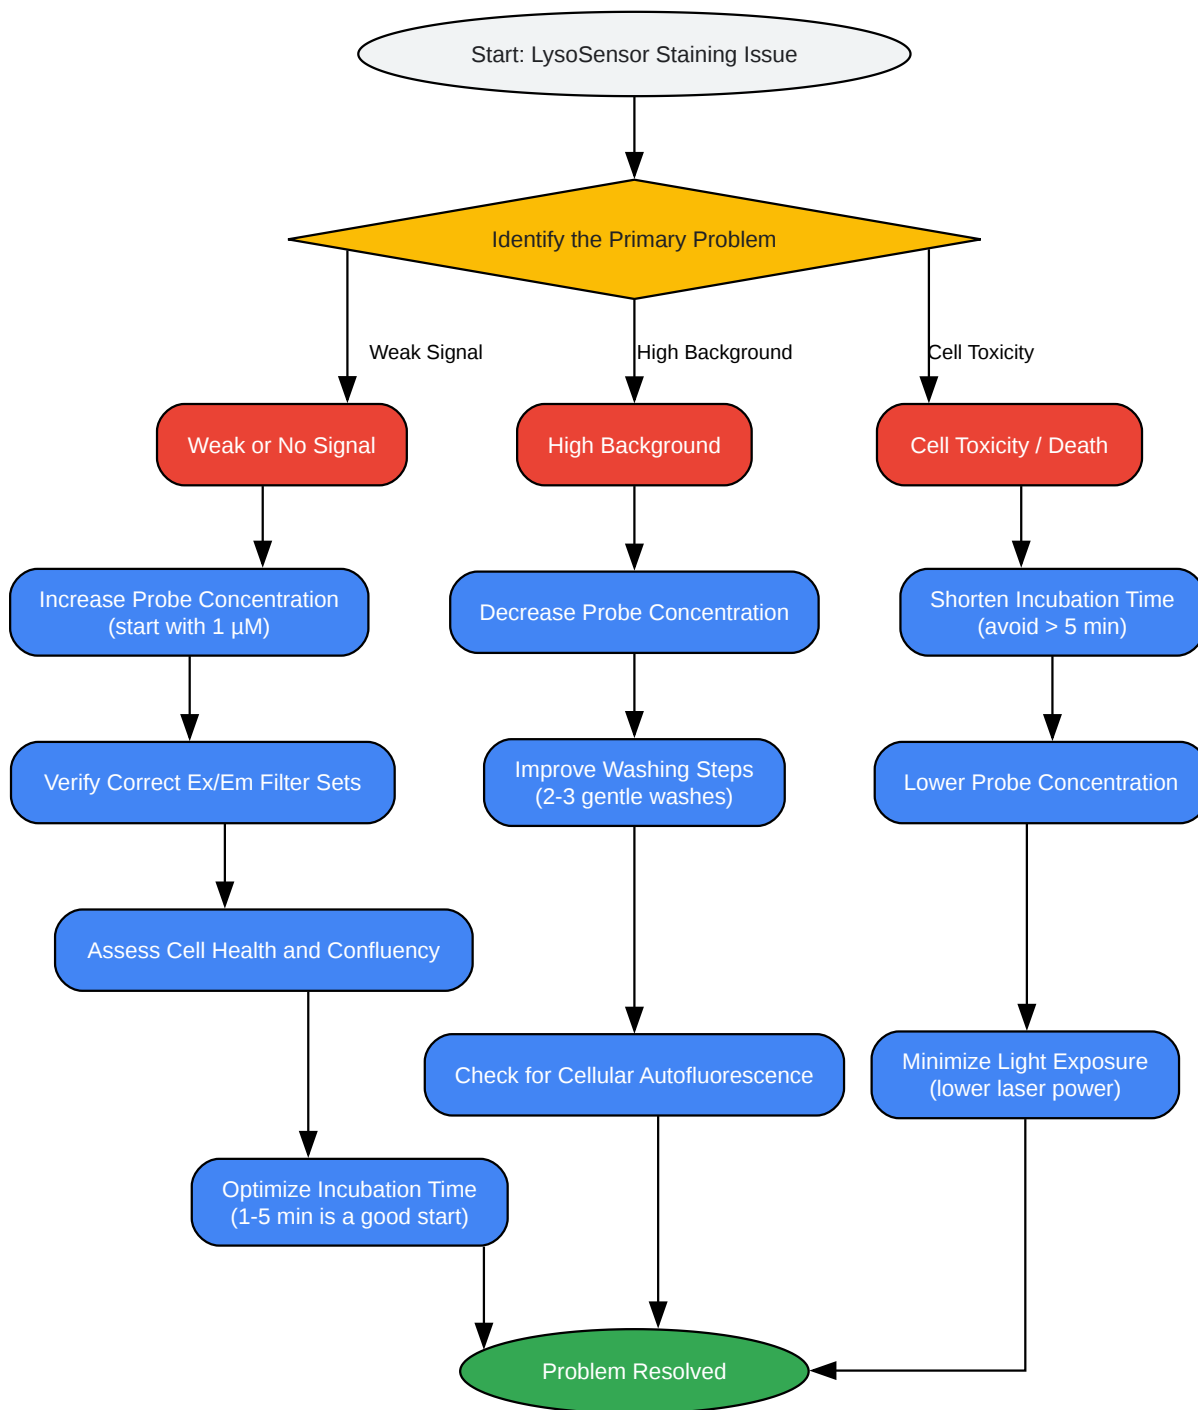 Start: LysoSensor Staining Issue
Identify the Primary Problem
Weak Signal
High Background
Cell Toxicity
Weak or No Signal
High Background
Cell Toxicity / Death
Increase Probe Concentration
(start with 1 µM)
Decrease Probe Concentration
Shorten Incubation Time
(avoid > 5 min)
Verify Correct Ex/Em Filter Sets
Improve Washing Steps
(2-3 gentle washes)
Lower Probe Concentration
Assess Cell Health and Confluency
Check for Cellular Autofluorescence
Minimize Light Exposure
(lower laser power)
Optimize Incubation Time
(1-5 min is a good start)
Problem Resolved